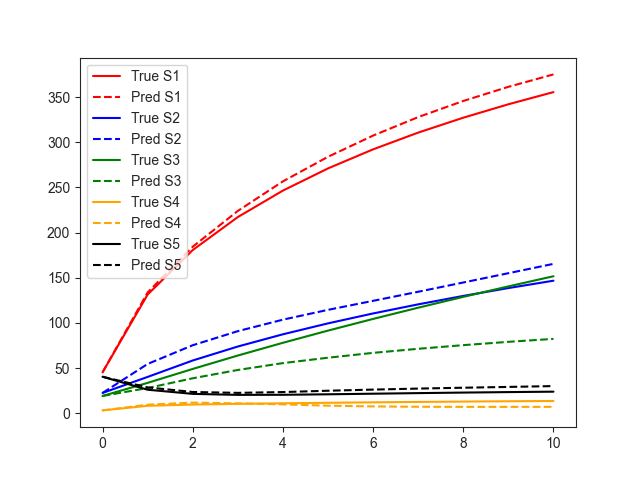 True S1
Pred S1
True S2
Pred S2
True S3
Pred S3
True S4
Pred S4
True S5
Pred S5
350
300
250
200
150
100
50
0
0 2 4 6 8 10